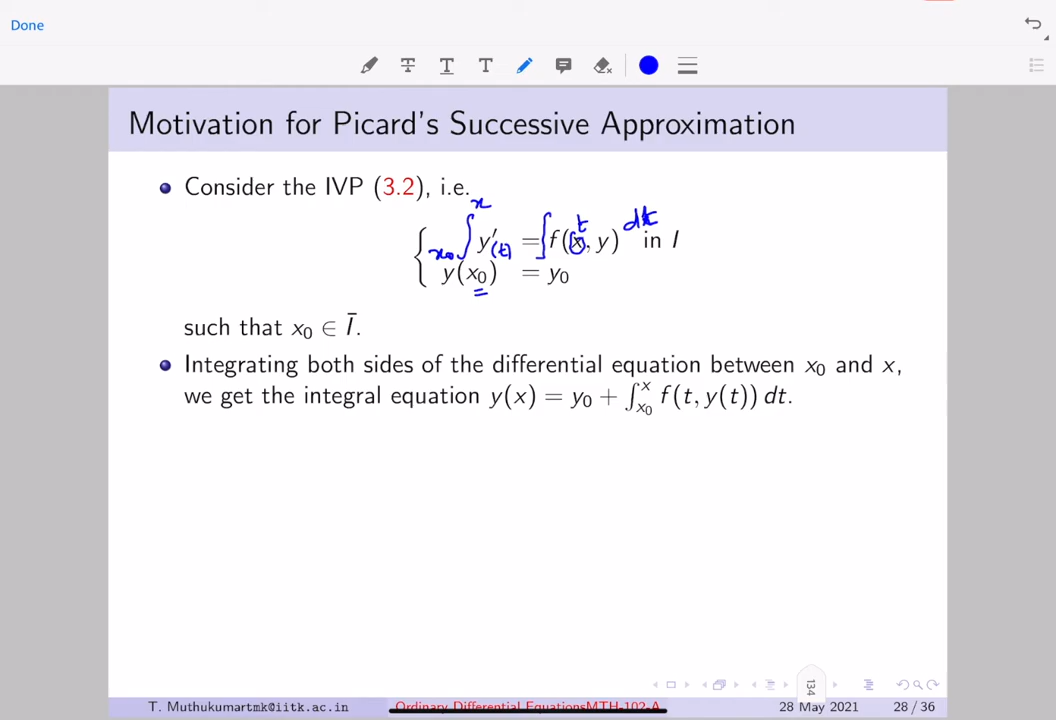 Done
Motivation for Picard's Successive Approximation
Consider the IVP (3.2), i.e.
x
∫ y′(t) = ∫ f(x, y) dt in I
t
x₀
y(x₀) = y₀
such that x₀ ∈ Ī.
Integrating both sides of the differential equation between x₀ and x,
we get the integral equation y(x) = y₀ + ∫ₓ₀ˣ f(t, y(t)) dt.
134
T. Muthukumartmk@iitk.ac.in Ordinary Differential EquationsMTH-102-A 28 May 2021 28 / 36